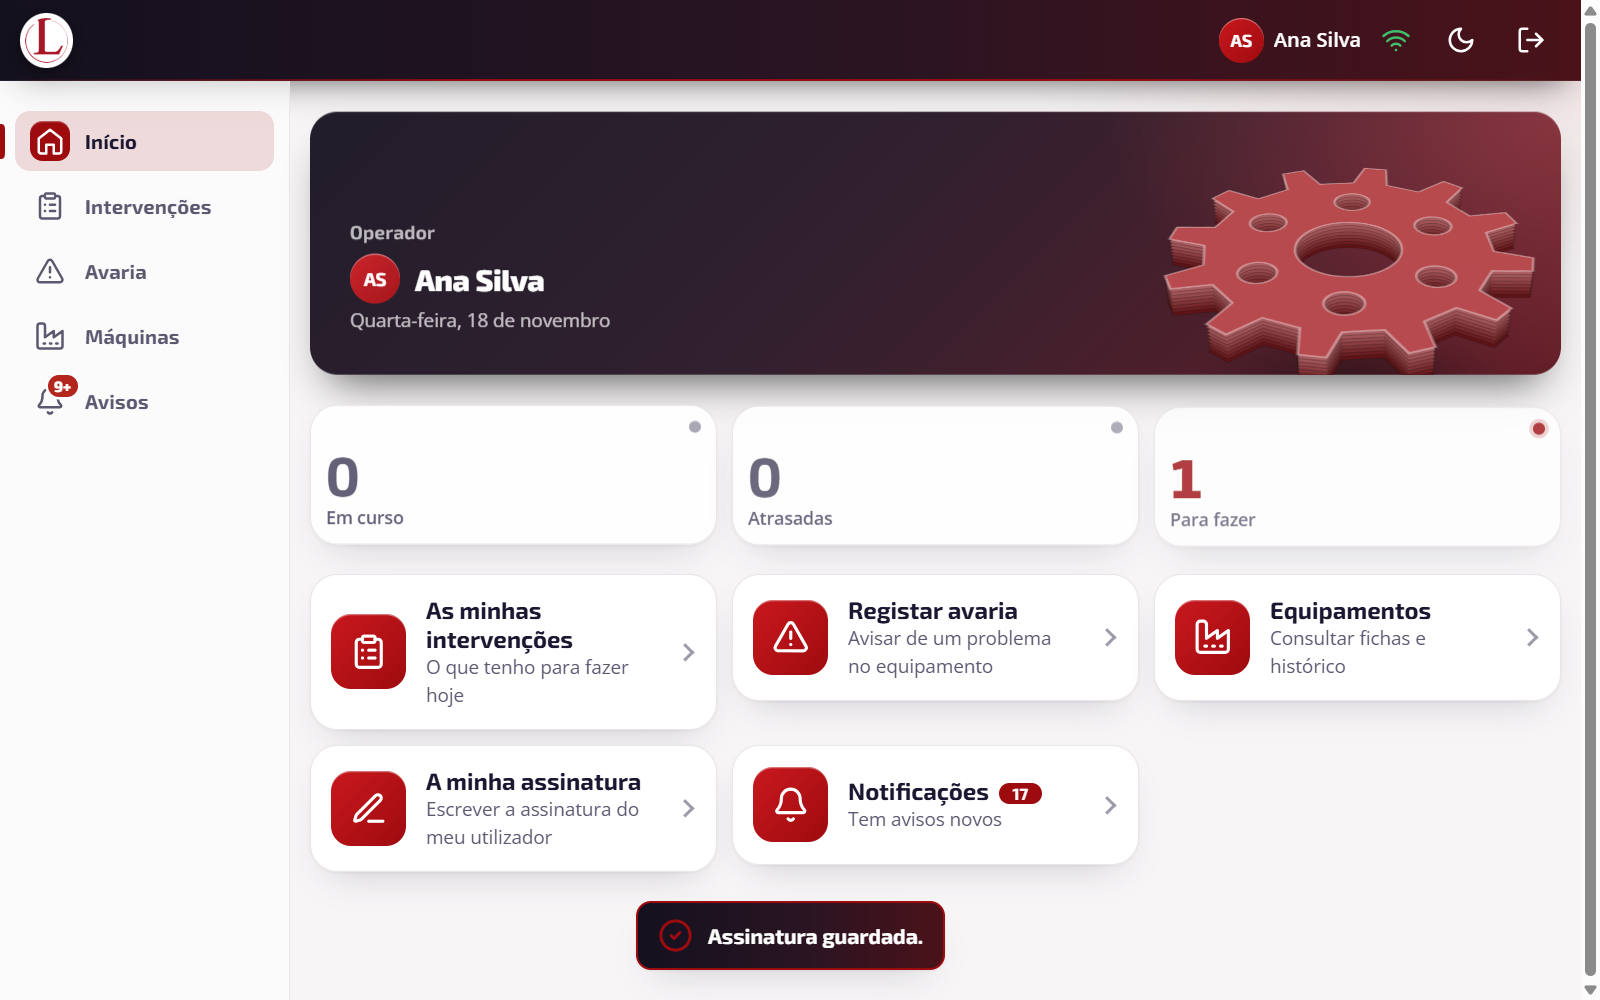 L
AS Ana Silva
Início
Intervenções
Avaria
Máquinas
9+
Avisos
Operador
AS Ana Silva
Quarta-feira, 18 de novembro
0
Em curso
0
Atrasadas
1
Para fazer
As minhas
intervenções
O que tenho para fazer
hoje
Registar avaria
Avisar de um problema
no equipamento
Equipamentos
Consultar fichas e
histórico
A minha assinatura
Escrever a assinatura do
meu utilizador
Notificações 17
Tem avisos novos
Assinatura guardada.